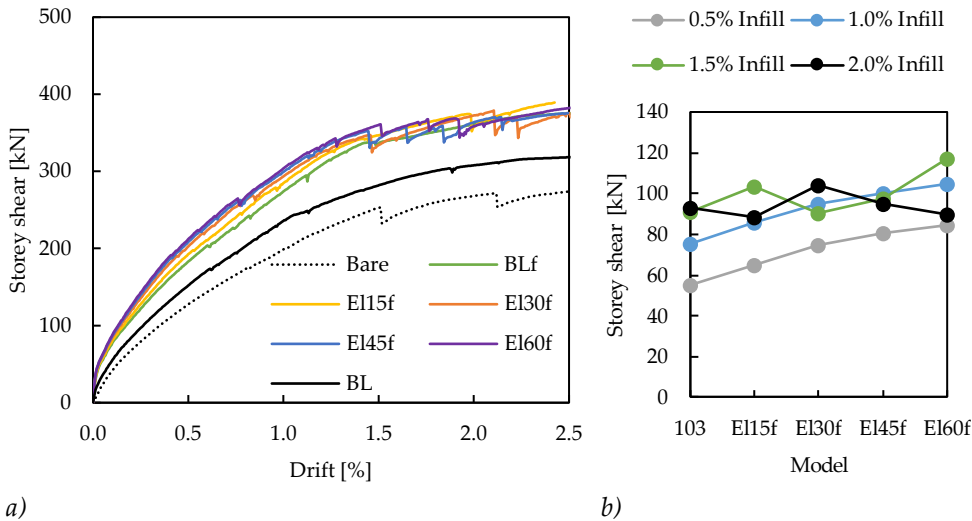 500
400
300
200
100
0
Storey shear [kN]
0.0 0.5 1.0 1.5 2.0 2.5
Drift [%]
Bare BLf
El15f El30f
El45f El60f
BL
a)
0.5% Infill 1.0% Infill
1.5% Infill 2.0% Infill
140
120
100
80
60
40
20
0
Storey shear [kN]
103 El15f El30f El45f El60f
Model
b)